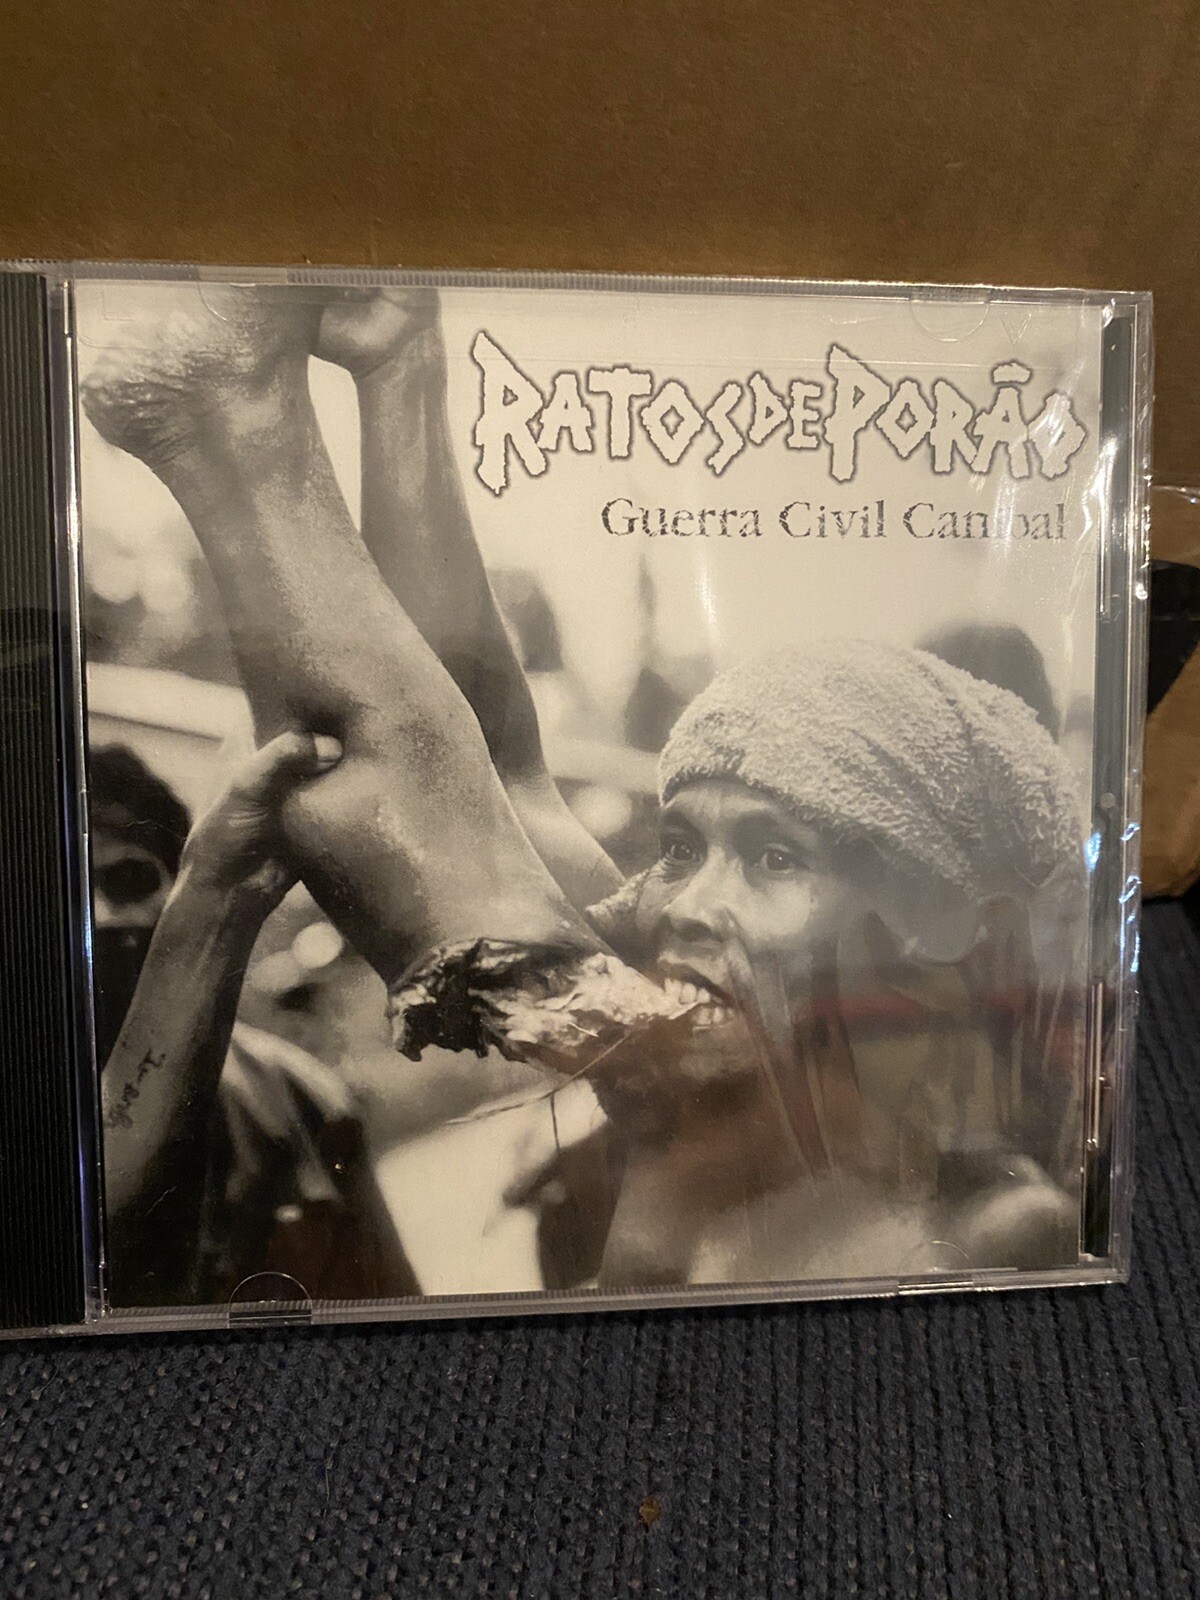 RATOS DE PORÃO
Guerra Civil Canibal